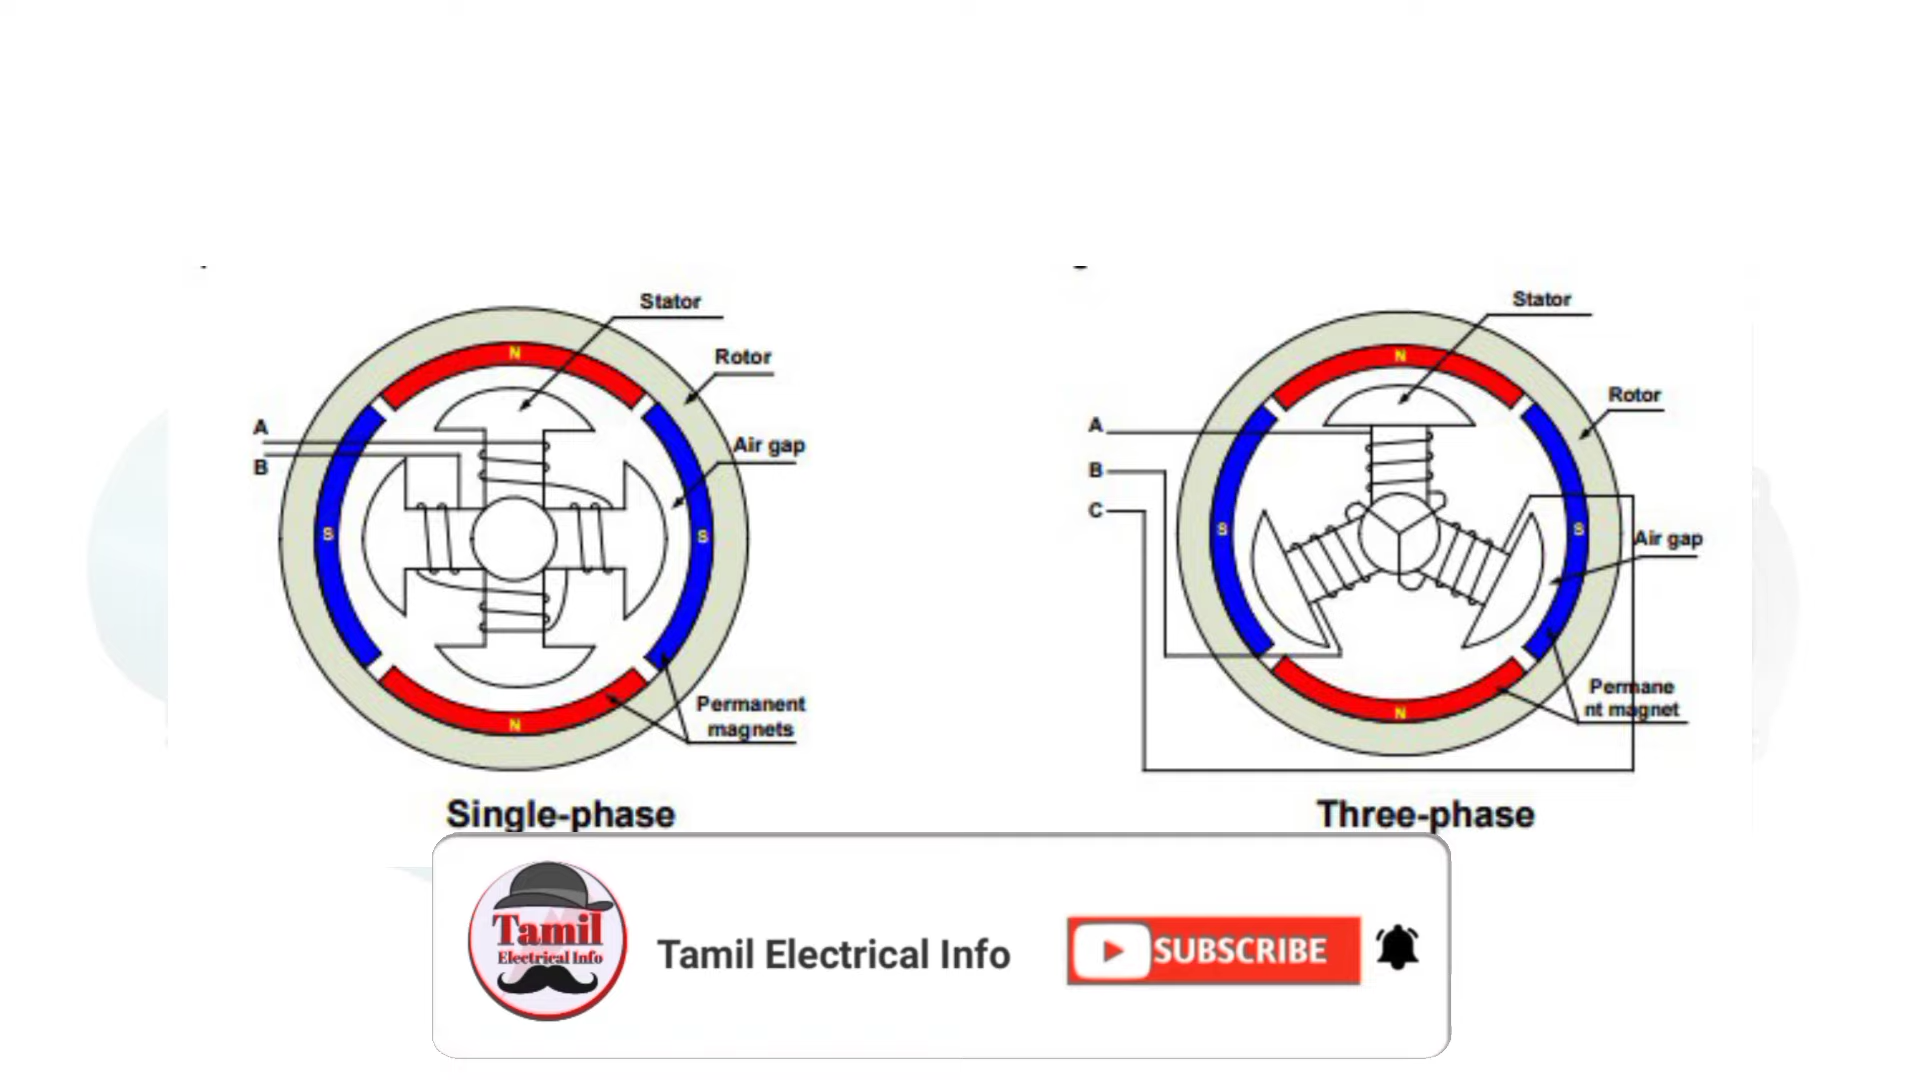 Stator
Rotor
A
B
Air gap
N
S
S
N
Permanent
magnets
Single-phase
Stator
Rotor
A
B
C
Air gap
N
S
S
N
Permane
nt magnet
Three-phase
Tamil
Electrical Info
Tamil Electrical Info
SUBSCRIBE